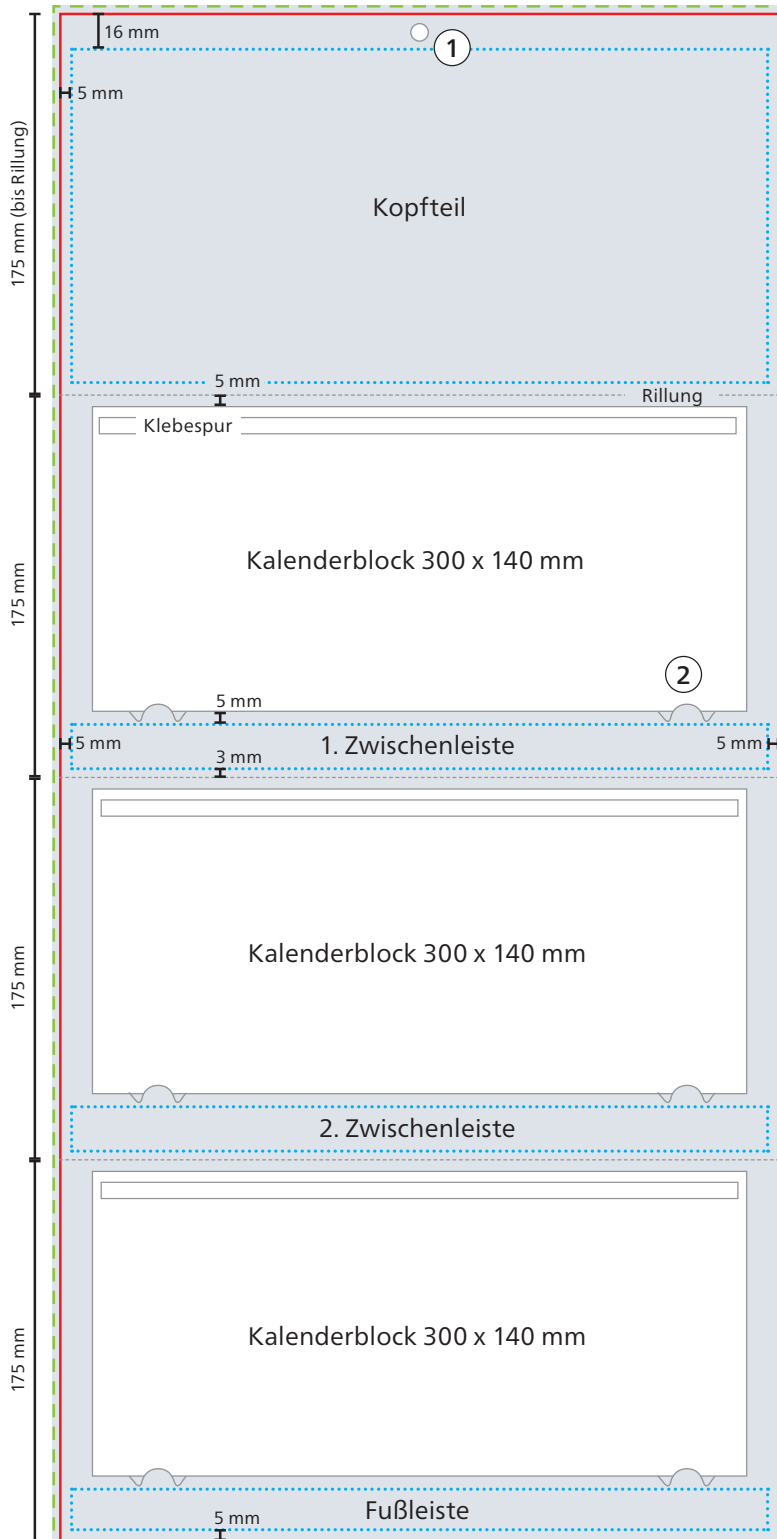 16 mm
1
5 mm
175 mm (bis Rillung)
Kopfteil
5 mm
Rillung
Klebespur
175 mm
Kalenderblock 300 x 140 mm
2
5 mm
5 mm
1. Zwischenleiste
5 mm
3 mm
175 mm
Kalenderblock 300 x 140 mm
2. Zwischenleiste
175 mm
Kalenderblock 300 x 140 mm
Fußleiste
5 mm